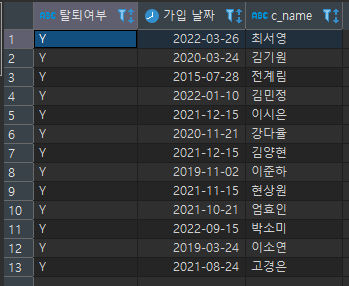 ABC 탈퇴여부 가입 날짜 ABC c_name
1 Y 2022-03-26 최서영
2 Y 2020-03-24 김기원
3 Y 2015-07-28 전계림
4 Y 2022-01-10 김민정
5 Y 2021-12-15 이시은
6 Y 2020-11-21 강다율
7 Y 2021-12-15 김양현
8 Y 2019-11-02 이준하
9 Y 2021-11-15 현상원
10 Y 2021-10-21 엄효인
11 Y 2022-09-15 박소미
12 Y 2019-03-24 이소연
13 Y 2021-08-24 고경은